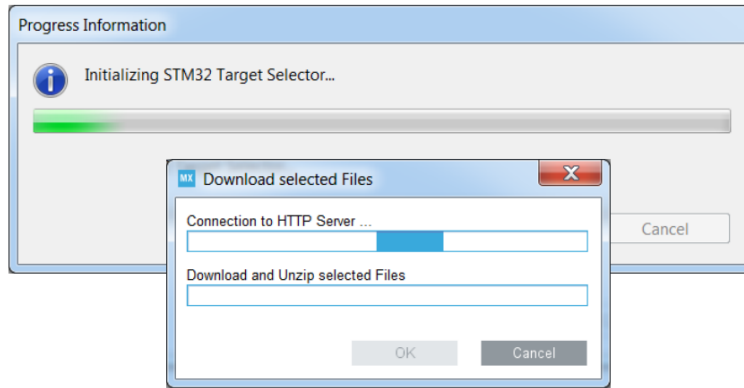 Progress Information
Initializing STM32 Target Selector...
MX Download selected Files
Connection to HTTP Server ...
Cancel
Download and Unzip selected Files
OK Cancel